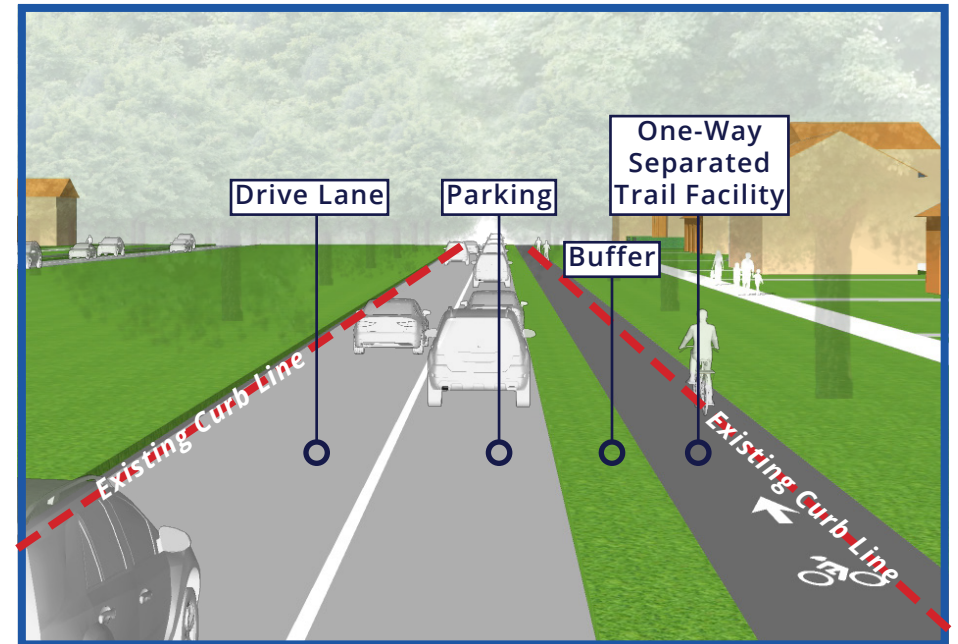 One-Way
Separated
Trail Facility
Drive Lane
Parking
Buffer
Existing Curb Line
Existing Curb Line